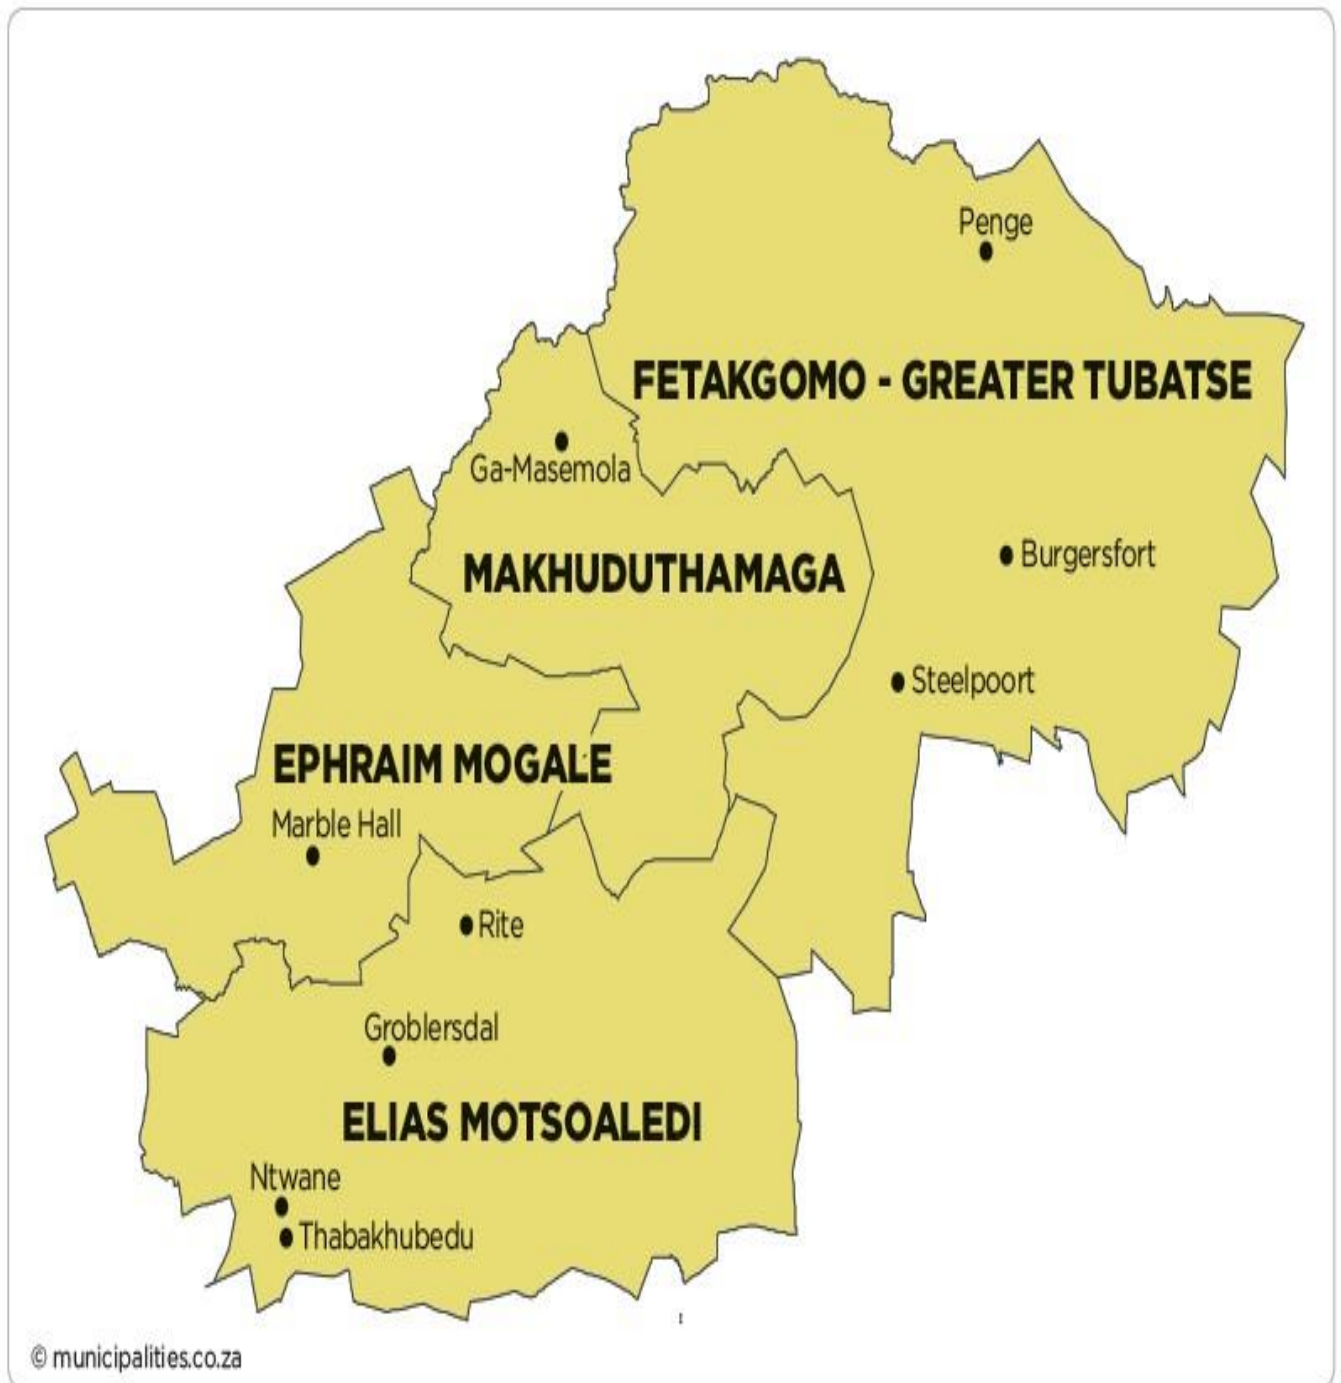 Penge
FETAKGOMO - GREATER TUBATSE
Ga-Masemola
Burgersfort
MAKHUDUTHAMAGA
Steelpoort
EPHRAIM MOGALE
Marble Hall
Rite
Groblersdal
ELIAS MOTSOALEDI
Ntwane
Thabakhubedu
© municipalities.co.za